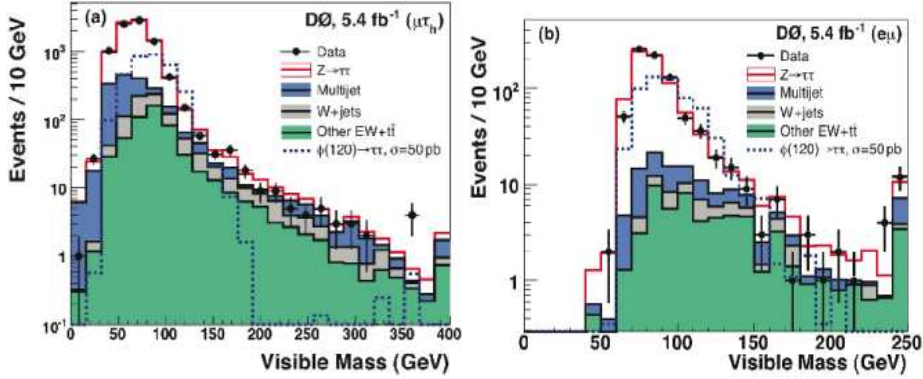 (a)
DØ, 5.4 fb⁻¹ (μτₕ)
Data
Z→ττ
Multijet
W+jets
Other EW+tt̄
ϕ(120)→ττ, σ=50pb
Events / 10 GeV
10³
10²
10
1
10⁻¹
0 50 100 150 200 250 300 350 400
Visible Mass (GeV)
(b)
DØ, 5.4 fb⁻¹ (eμ)
Data
Z→ττ
Multijet
W+jets
Other EW+tt̄
ϕ(120)→ττ, σ=50pb
Events / 10 GeV
10²
10
1
0 50 100 150 200 250
Visible Mass (GeV)